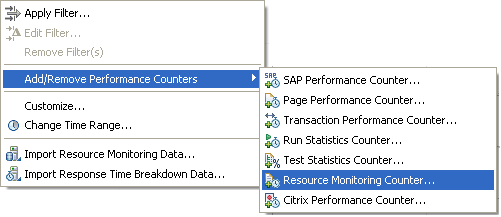 Apply Filter...
Edit Filter...
Remove Filter(s)
Add/Remove Performance Counters
Customize...
Change Time Range...
Import Resource Monitoring Data...
Import Response Time Breakdown Data...
SAP
SAP Performance Counter...
Page Performance Counter...
Transaction Performance Counter...
Run Statistics Counter...
Test Statistics Counter...
Resource Monitoring Counter...
Citrix Performance Counter...